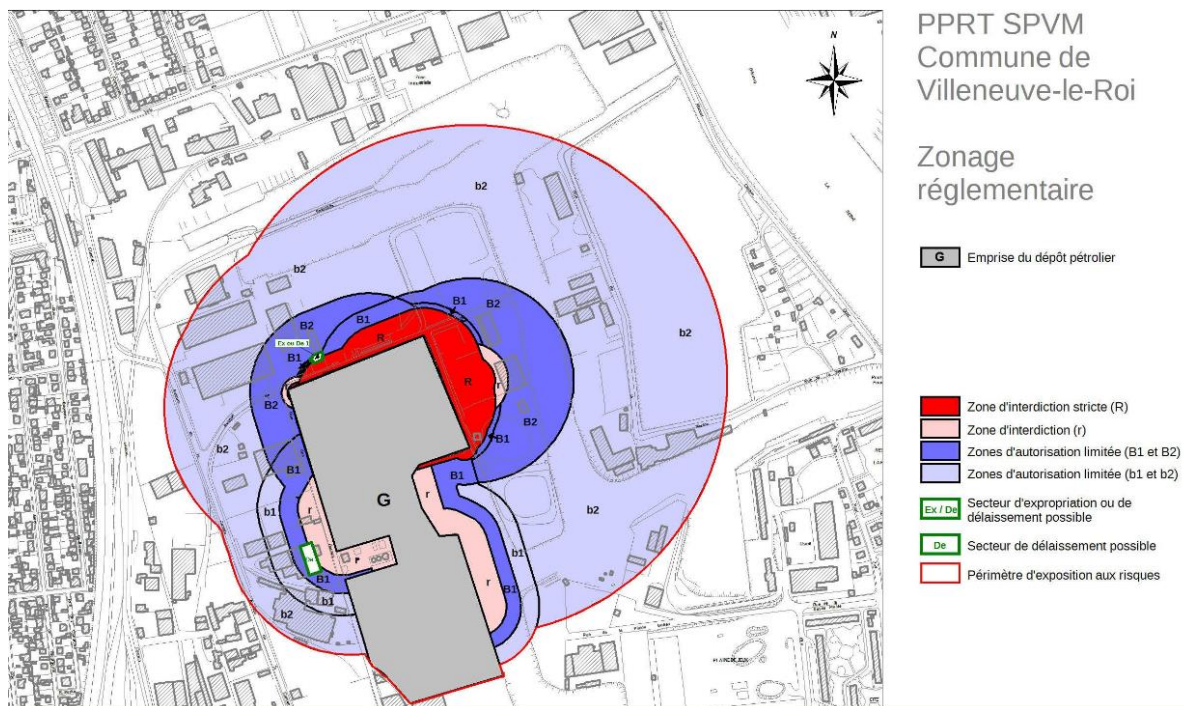 PPRT SPVM
Commune de
Villeneuve-le-Roi
Zonage
réglementaire
G Emprise du dépôt pétrolier
Zone d'interdiction stricte (R)
Zone d'interdiction (r)
Zones d'autorisation limitée (B1 et B2)
Zones d'autorisation limitée (b1 et b2)
Ex / De Secteur d'expropriation ou de
délaissement possible
De Secteur de délaissement possible
Périmètre d'exposition aux risques
N
b2
b2
B1
B2
B2
B1
R
Ex ou De 1
B1
b2
R
r
B2
B2
B1
b2
B1
B1
b1
r
G
r
b2
b1
r
B1
r
B1
b1
b2